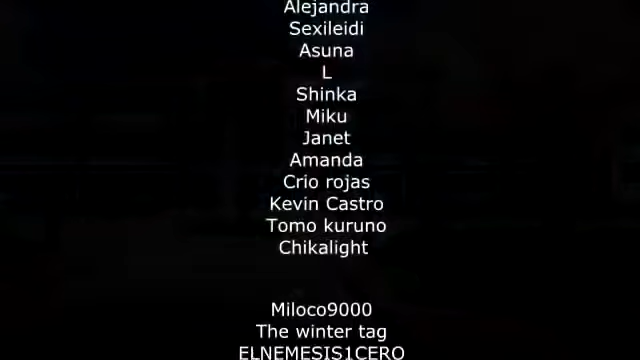 Alejandra
Sexileidi
Asuna
L
Shinka
Miku
Janet
Amanda
Crio rojas
Kevin Castro
Tomo kuruno
Chikalight
Miloco9000
The winter tag
ELNEMESIS1CERO